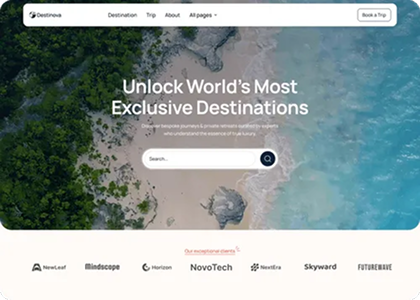 Destinova
Destination Trip About All pages
Book a Trip
Unlock World's Most
Exclusive Destinations
Discover bespoke journeys & private retreats curated by experts
who understand the essence of true luxury.
Search...
Our exceptional clients
NewLeaf Mindscope Horizon NovoTech NextEra Skyward FUTUREWAVE